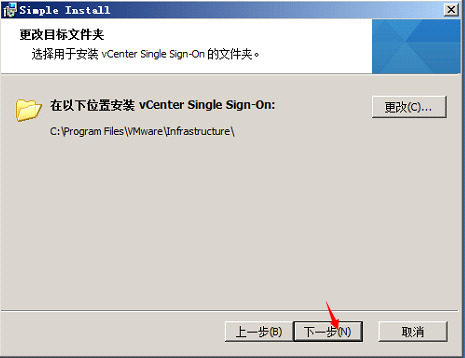 Simple Install
更改目标文件夹
选择用于安装 vCenter Single Sign-On 的文件夹。
在以下位置安装 vCenter Single Sign-On:
更改(C)...
C:\Program Files\VMware\Infrastructure\
上一步(B)
下一步(N)
取消